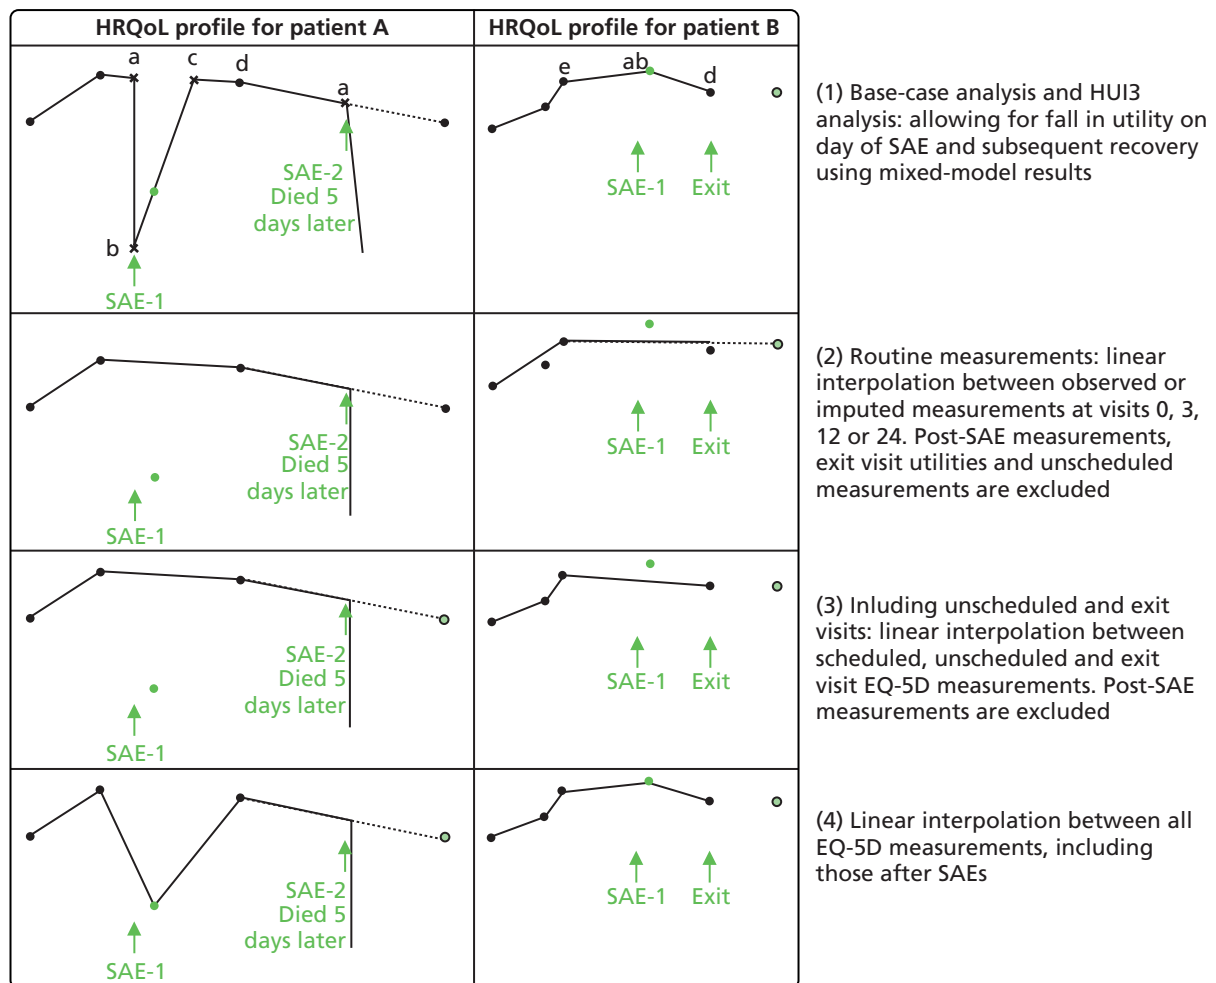 HRQoL profile for patient A
HRQoL profile for patient B
a
c
d
a
b
SAE-1
SAE-2
Died 5
days later
e
ab
d
SAE-1
Exit
(1) Base-case analysis and HUI3
analysis: allowing for fall in utility on
day of SAE and subsequent recovery
using mixed-model results
SAE-1
SAE-2
Died 5
days later
SAE-1
Exit
(2) Routine measurements: linear
interpolation between observed or
imputed measurements at visits 0, 3,
12 or 24. Post-SAE measurements,
exit visit utilities and unscheduled
measurements are excluded
SAE-1
SAE-2
Died 5
days later
SAE-1
Exit
(3) Inluding unscheduled and exit
visits: linear interpolation between
scheduled, unscheduled and exit
visit EQ-5D measurements. Post-SAE
measurements are excluded
SAE-1
SAE-2
Died 5
days later
SAE-1
Exit
(4) Linear interpolation between all
EQ-5D measurements, including
those after SAEs